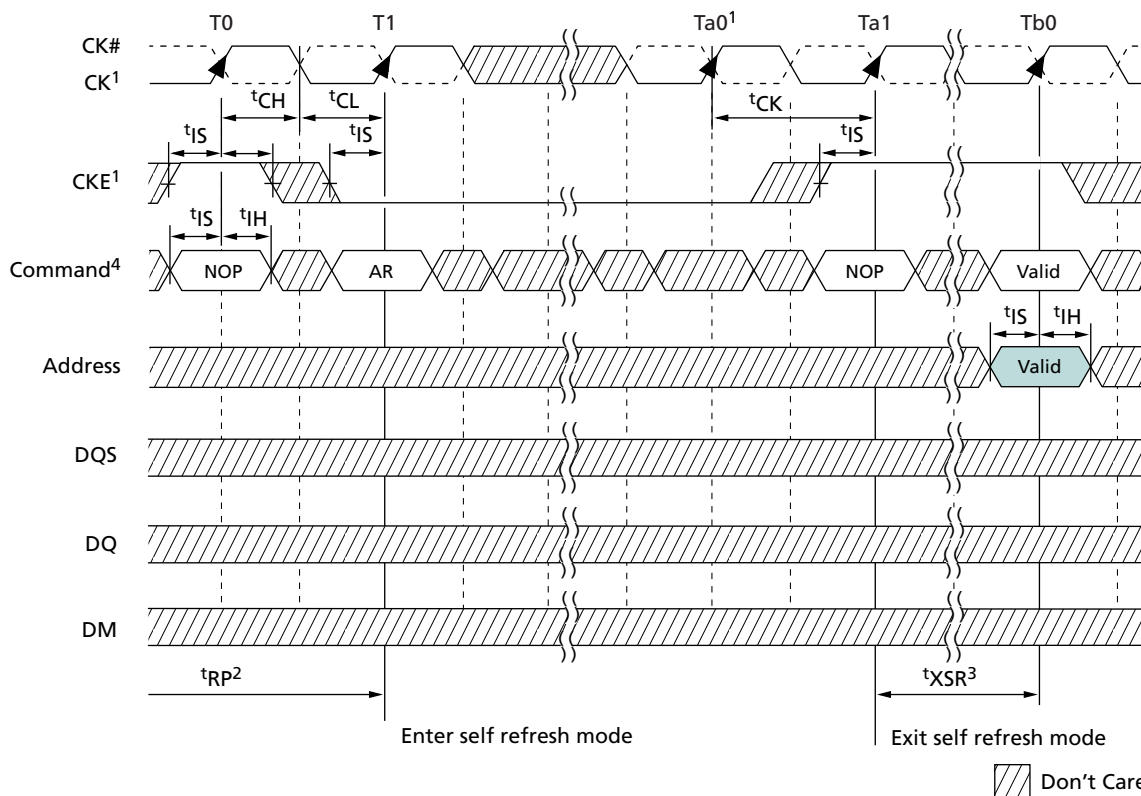 T0 T1 Ta0¹ Ta1 Tb0
CK#
CK¹
tCH tCL tCK
tIS tIS tIS
CKE¹
tIS tIH
Command⁴ NOP AR NOP Valid
tIS tIH
Address Valid
DQS
DQ
DM
tRP² tXSR³
Enter self refresh mode Exit self refresh mode
Don't Care